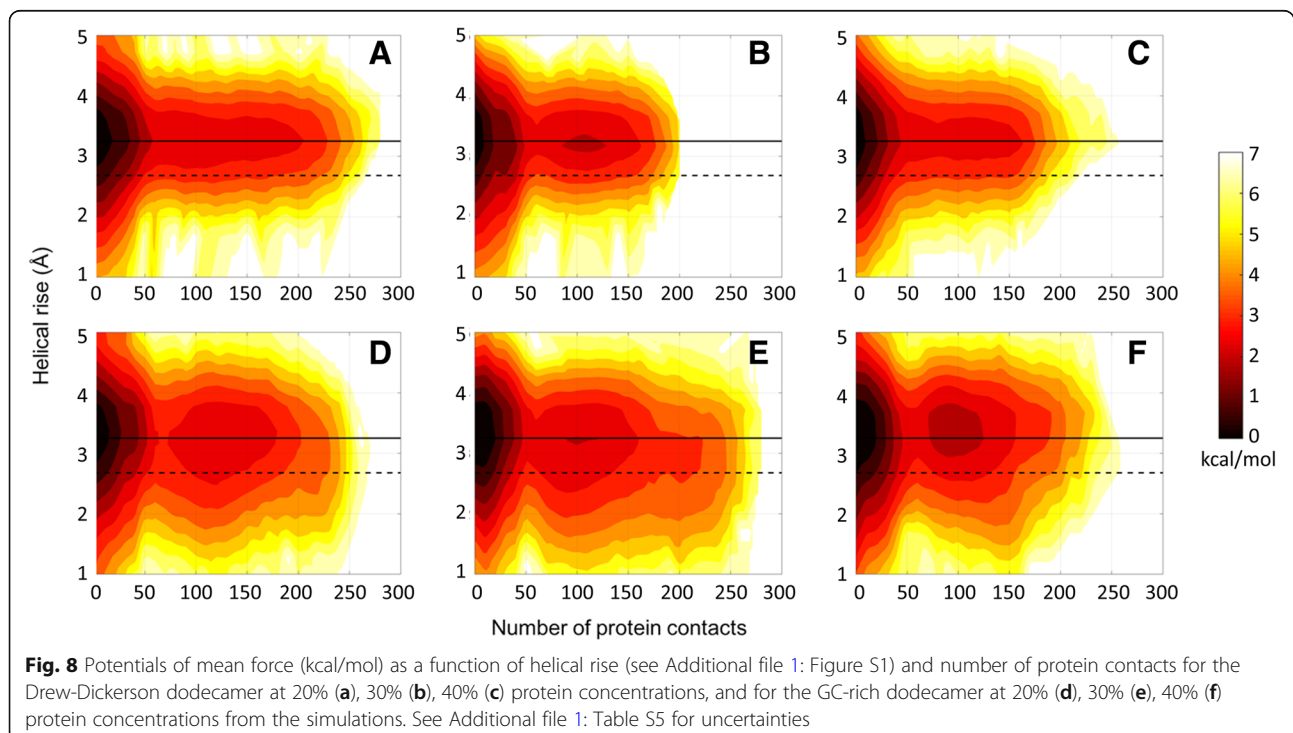 5 4 3 2 1
A
0 50 100 150 200 250 300
5 4 3 2 1
B
0 50 100 150 200 250 300
5 4 3 2 1
C
0 50 100 150 200 250 300
5 4 3 2 1
D
0 50 100 150 200 250 300
5 4 3 2 1
E
0 50 100 150 200 250 300
5 4 3 2 1
F
0 50 100 150 200 250 300
Helical rise (Å)
Number of protein contacts
7
6
5
4
3
2
1
0
kcal/mol
Fig. 8 Potentials of mean force (kcal/mol) as a function of helical rise (see Additional file 1: Figure S1) and number of protein contacts for the
Drew-Dickerson dodecamer at 20% (a), 30% (b), 40% (c) protein concentrations, and for the GC-rich dodecamer at 20% (d), 30% (e), 40% (f)
protein concentrations from the simulations. See Additional file 1: Table S5 for uncertainties